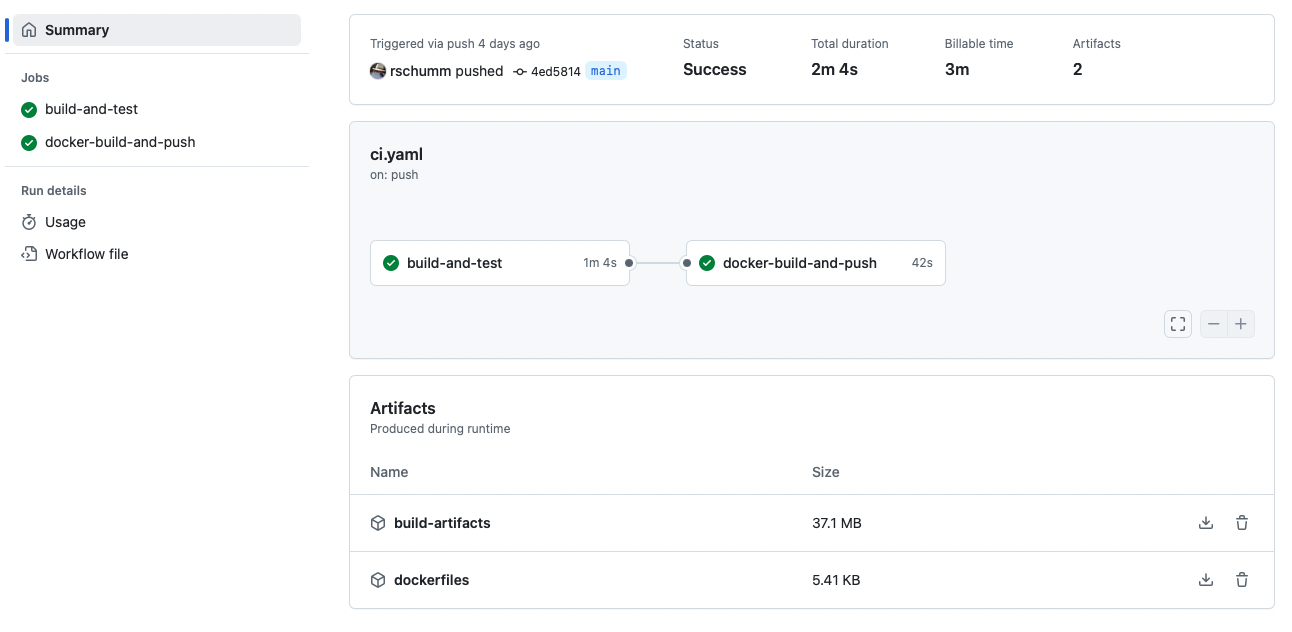 Summary
Jobs
build-and-test
docker-build-and-push
Run details
Usage
Workflow file
Triggered via push 4 days ago
rschumm pushed 4ed5814 main
Status
Success
Total duration
2m 4s
Billable time
3m
Artifacts
2
ci.yaml
on: push
build-and-test 1m 4s
docker-build-and-push 42s
Artifacts
Produced during runtime
Name Size
build-artifacts 37.1 MB
dockerfiles 5.41 KB